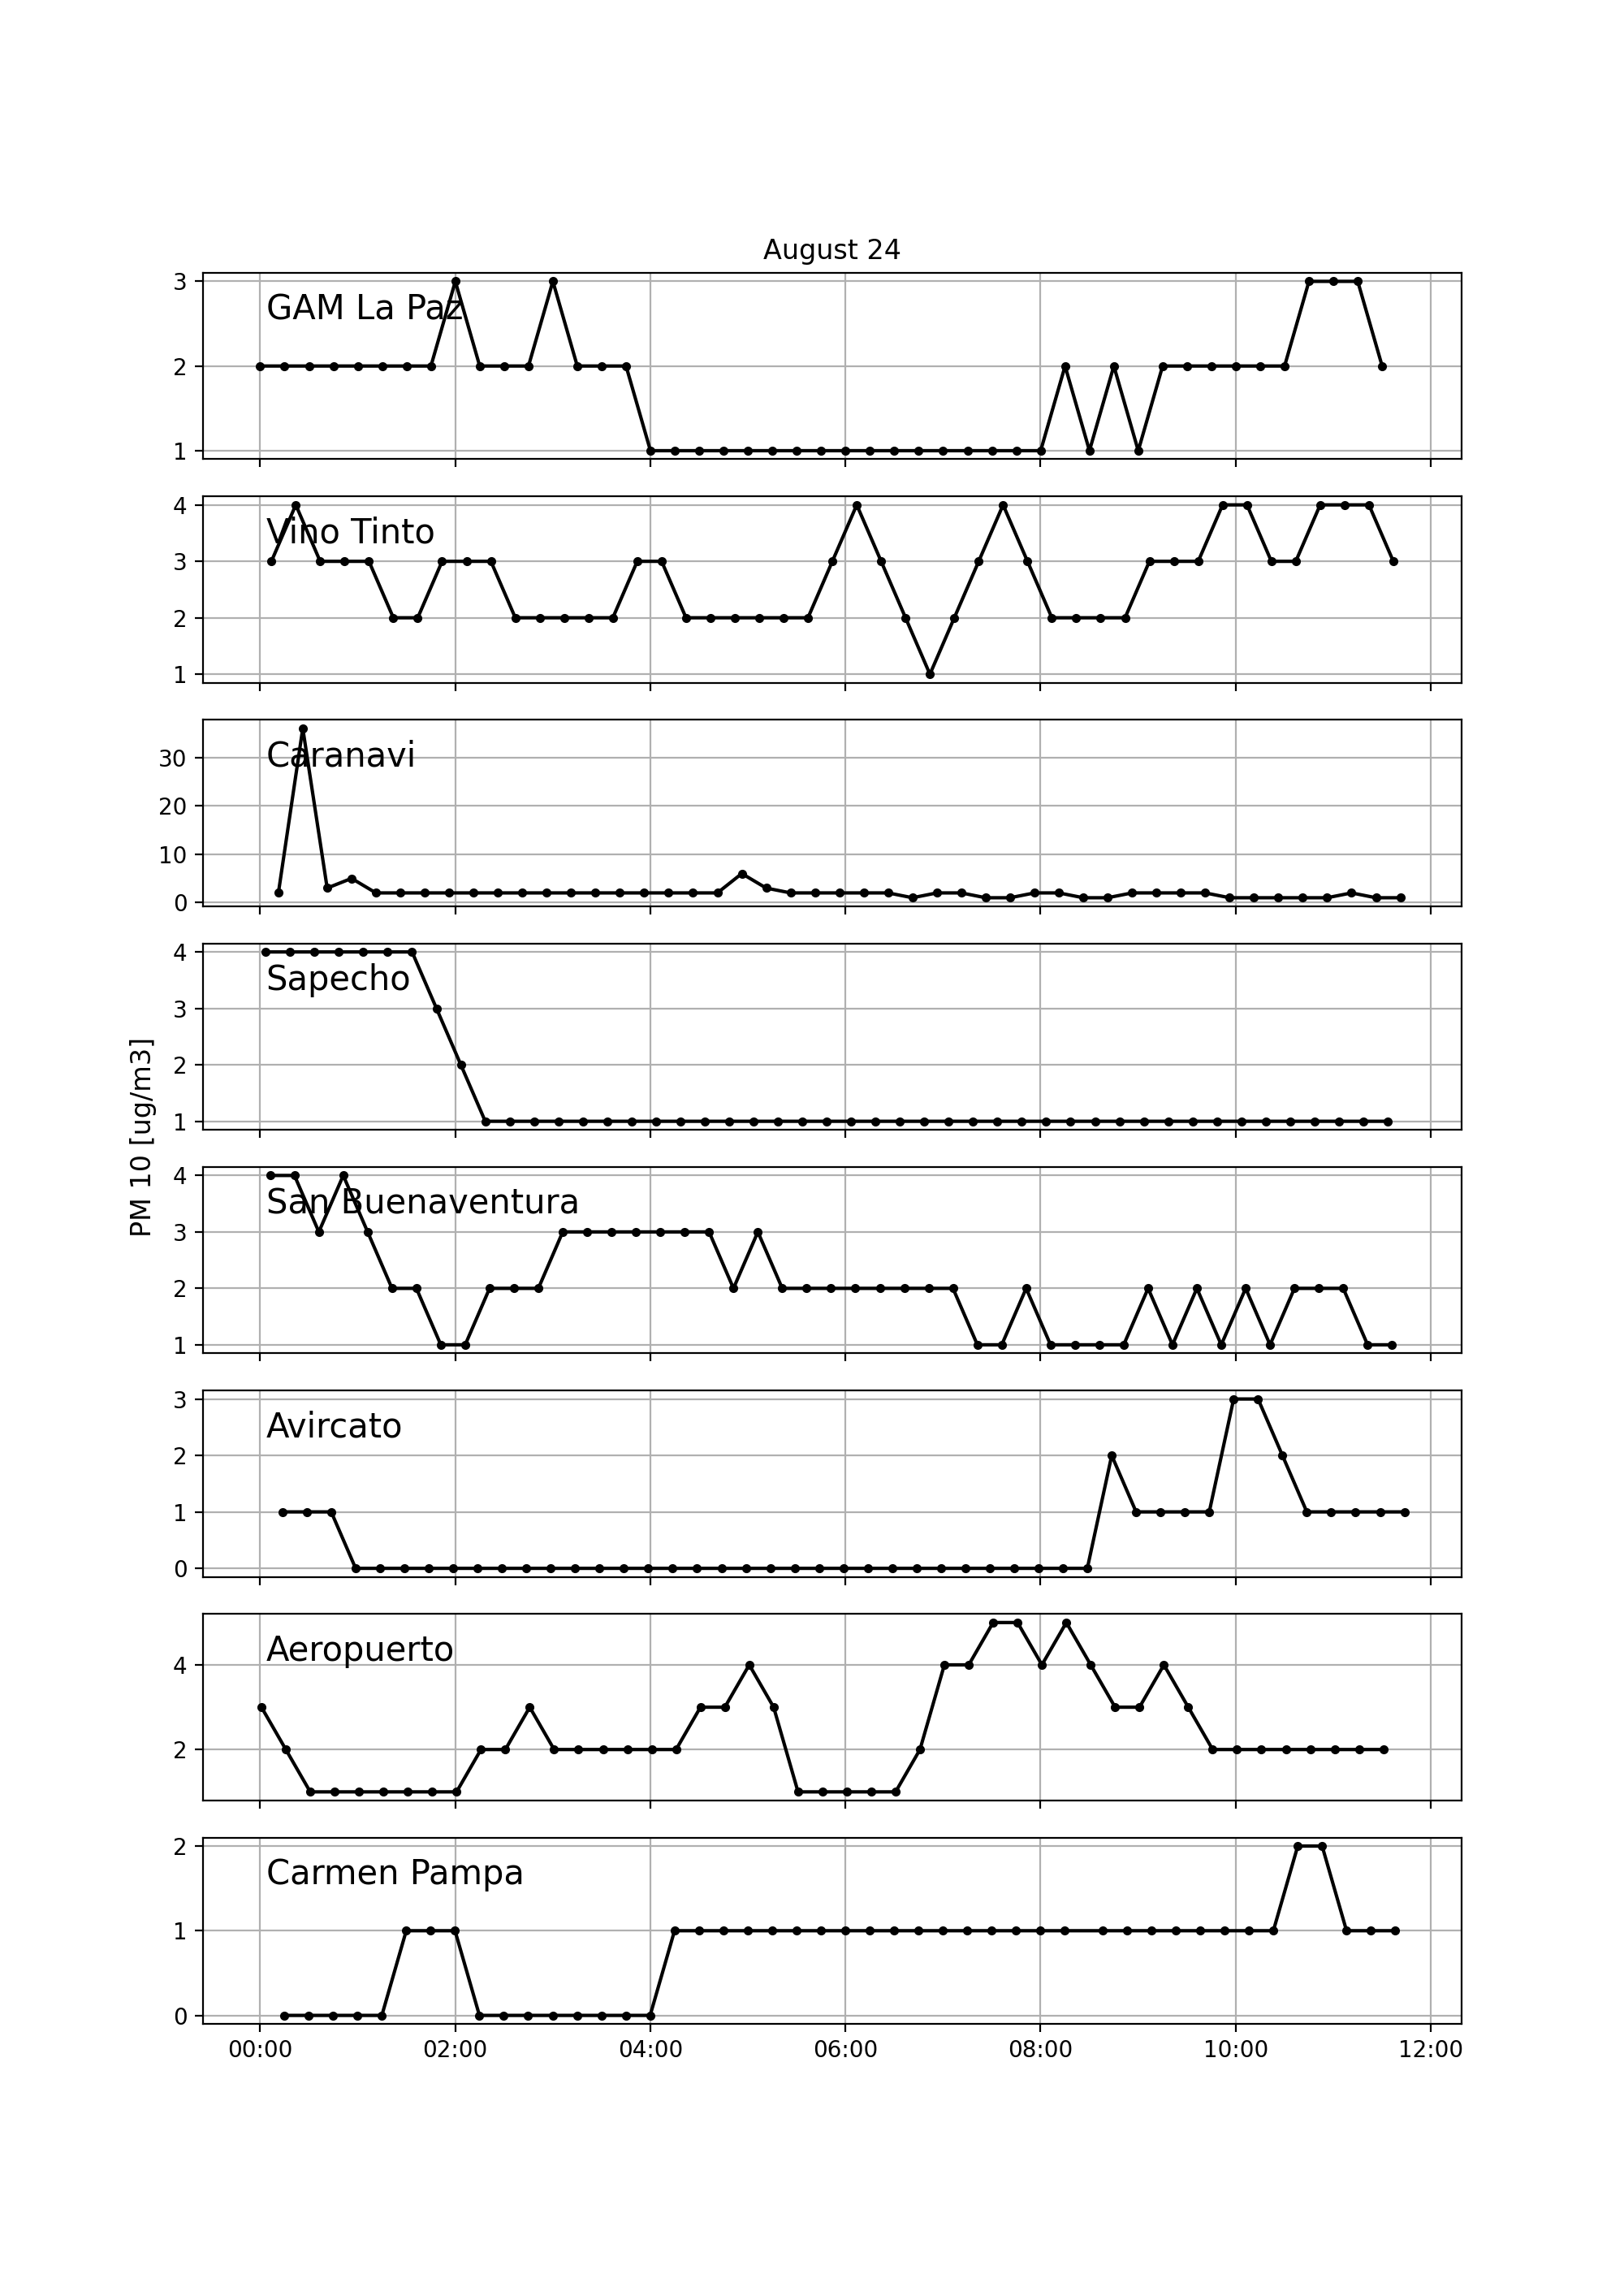 August 24
PM 10 [ug/m3]
3
GAM La Paz
2
1
4
Vino Tinto
3
2
1
Caranavi
30
20
10
0
4
Sapecho
3
2
1
4
San Buenaventura
3
2
1
3
Avircato
2
1
0
Aeropuerto
4
2
2
Carmen Pampa
1
0
00:00 02:00 04:00 06:00 08:00 10:00 12:00